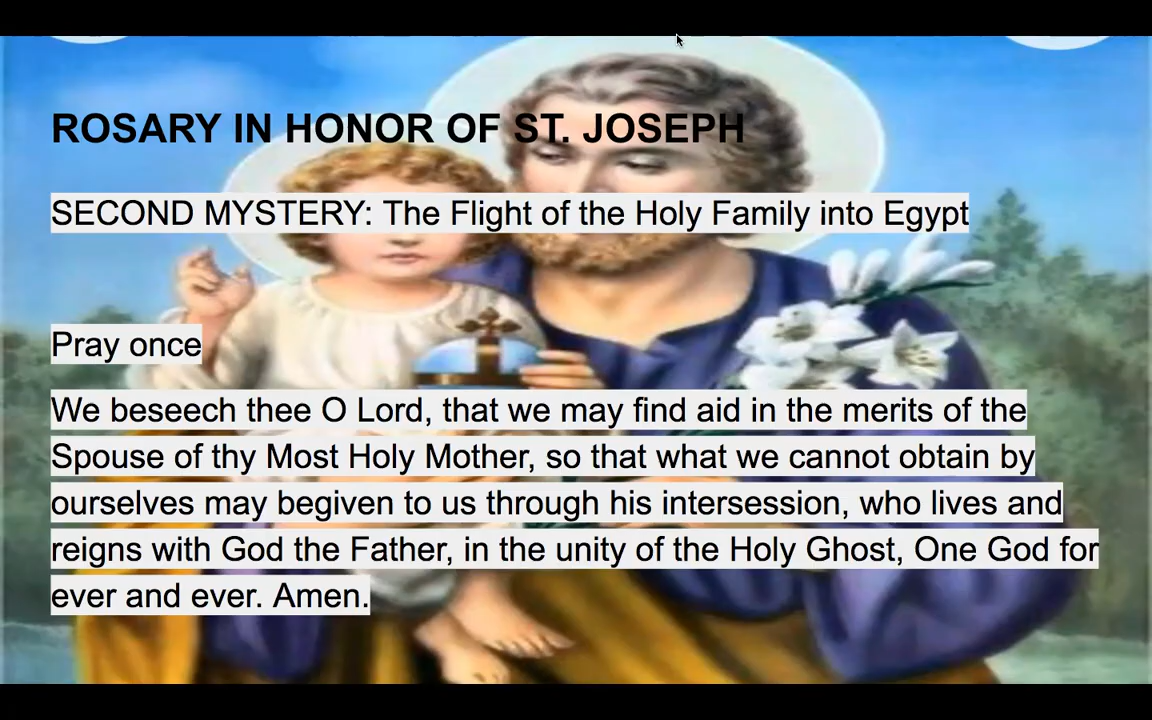 ROSARY IN HONOR OF ST. JOSEPH
SECOND MYSTERY: The Flight of the Holy Family into Egypt
Pray once
We beseech thee O Lord, that we may find aid in the merits of the
Spouse of thy Most Holy Mother, so that what we cannot obtain by
ourselves may begiven to us through his intersession, who lives and
reigns with God the Father, in the unity of the Holy Ghost, One God for
ever and ever. Amen.